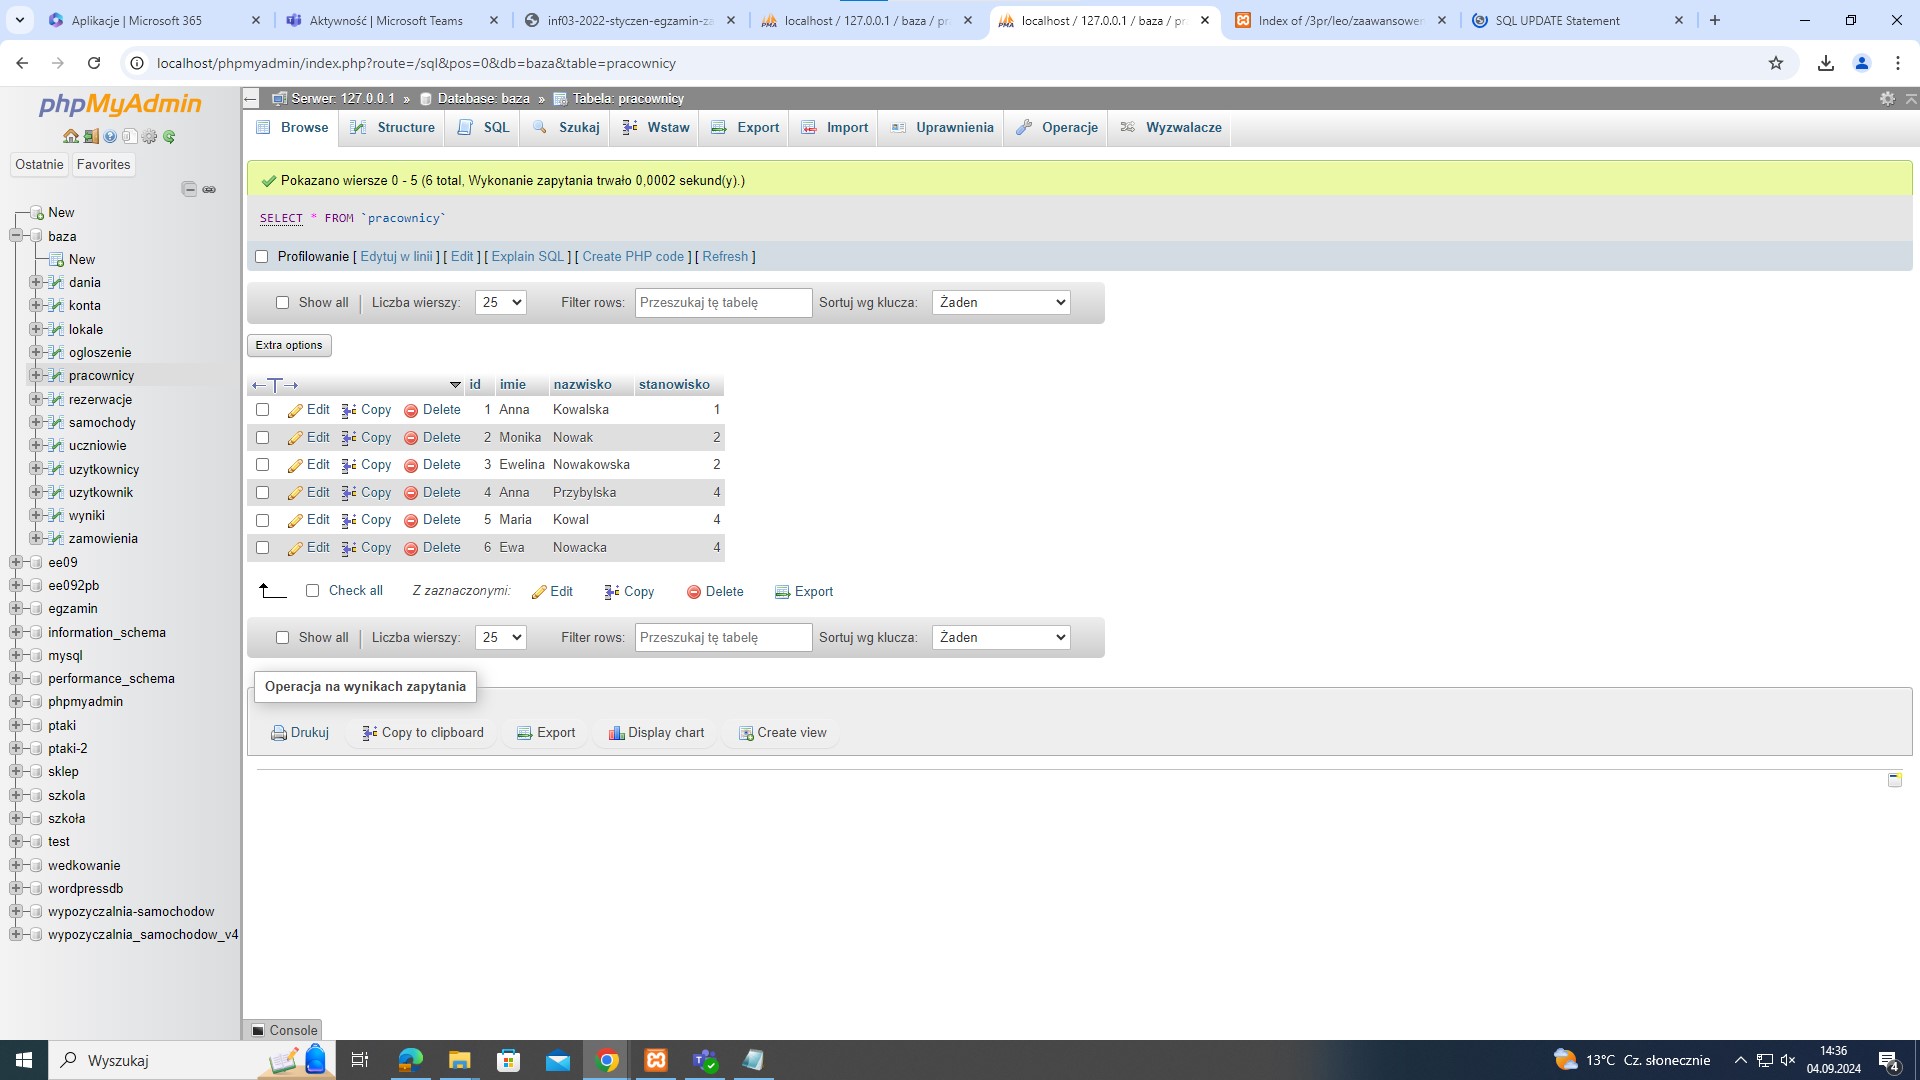 Aplikacje | Microsoft 365
Aktywność | Microsoft Teams
inf03-2022-styczen-egzamin-za
localhost / 127.0.0.1 / baza / pr
localhost / 127.0.0.1 / baza / pr
Index of /3pr/leo/zaawansowen
SQL UPDATE Statement
localhost/phpmyadmin/index.php?route=/sql&pos=0&db=baza&table=pracownicy
phpMyAdmin
Ostatnie Favorites
New
baza
New
dania
konta
lokale
ogloszenie
pracownicy
rezerwacje
samochody
uczniowie
uzytkownicy
uzytkownik
wyniki
zamowienia
ee09
ee092pb
egzamin
information_schema
mysql
performance_schema
phpmyadmin
ptaki
ptaki-2
sklep
szkola
szkoła
test
wedkowanie
wordpressdb
wypozyczalnia-samochodow
wypozyczalnia_samochodow_v4
Serwer: 127.0.0.1 » Database: baza » Tabela: pracownicy
Browse Structure SQL Szukaj Wstaw Export Import Uprawnienia Operacje Wyzwalacze
Pokazano wiersze 0 - 5 (6 total, Wykonanie zapytania trwało 0,0002 sekund(y).)
SELECT * FROM `pracownicy`
Profilowanie [ Edytuj w linii ] [ Edit ] [ Explain SQL ] [ Create PHP code ] [ Refresh ]
Show all | Liczba wierszy: 25 Filter rows: Przeszukaj tę tabelę Sortuj wg klucza: Żaden
Extra options
id imie nazwisko stanowisko
Edit Copy Delete 1 Anna Kowalska 1
Edit Copy Delete 2 Monika Nowak 2
Edit Copy Delete 3 Ewelina Nowakowska 2
Edit Copy Delete 4 Anna Przybylska 4
Edit Copy Delete 5 Maria Kowal 4
Edit Copy Delete 6 Ewa Nowacka 4
Check all Z zaznaczonymi: Edit Copy Delete Export
Show all | Liczba wierszy: 25 Filter rows: Przeszukaj tę tabelę Sortuj wg klucza: Żaden
Operacja na wynikach zapytania
Drukuj Copy to clipboard Export Display chart Create view
Console
Wyszukaj
13°C Cz. słonecznie
14:36
04.09.2024
4